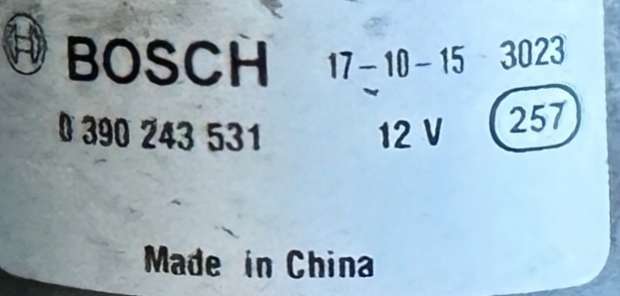 BOSCH 17-10-15 3023
0 390 243 531 12 V 257
Made in China